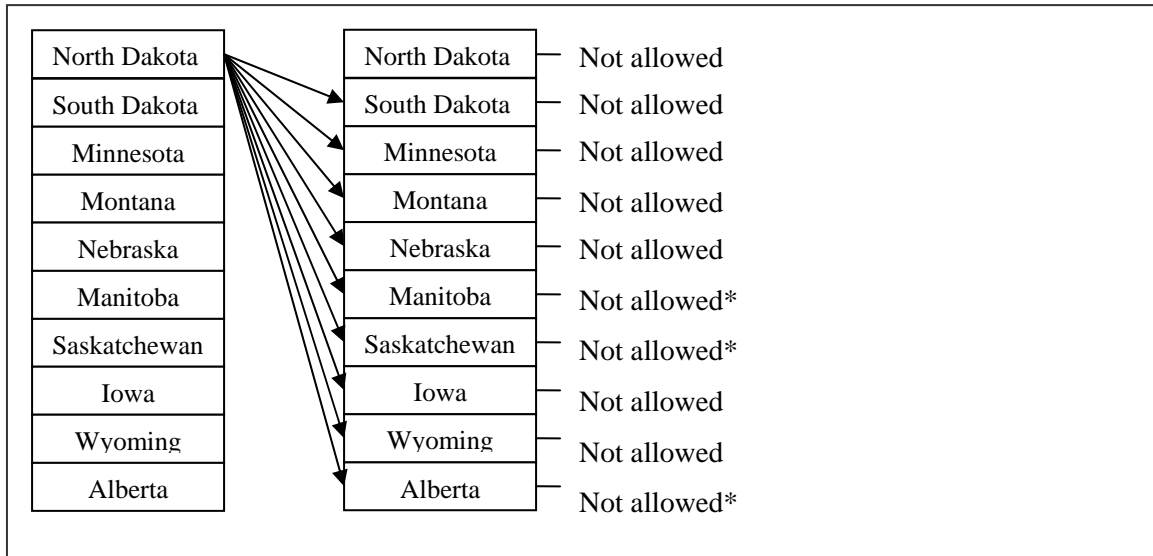 North Dakota North Dakota Not allowed
South Dakota South Dakota Not allowed
Minnesota Minnesota Not allowed
Montana Montana Not allowed
Nebraska Nebraska Not allowed
Manitoba Manitoba Not allowed*
Saskatchewan Saskatchewan Not allowed*
Iowa Iowa Not allowed
Wyoming Wyoming Not allowed
Alberta Alberta Not allowed*